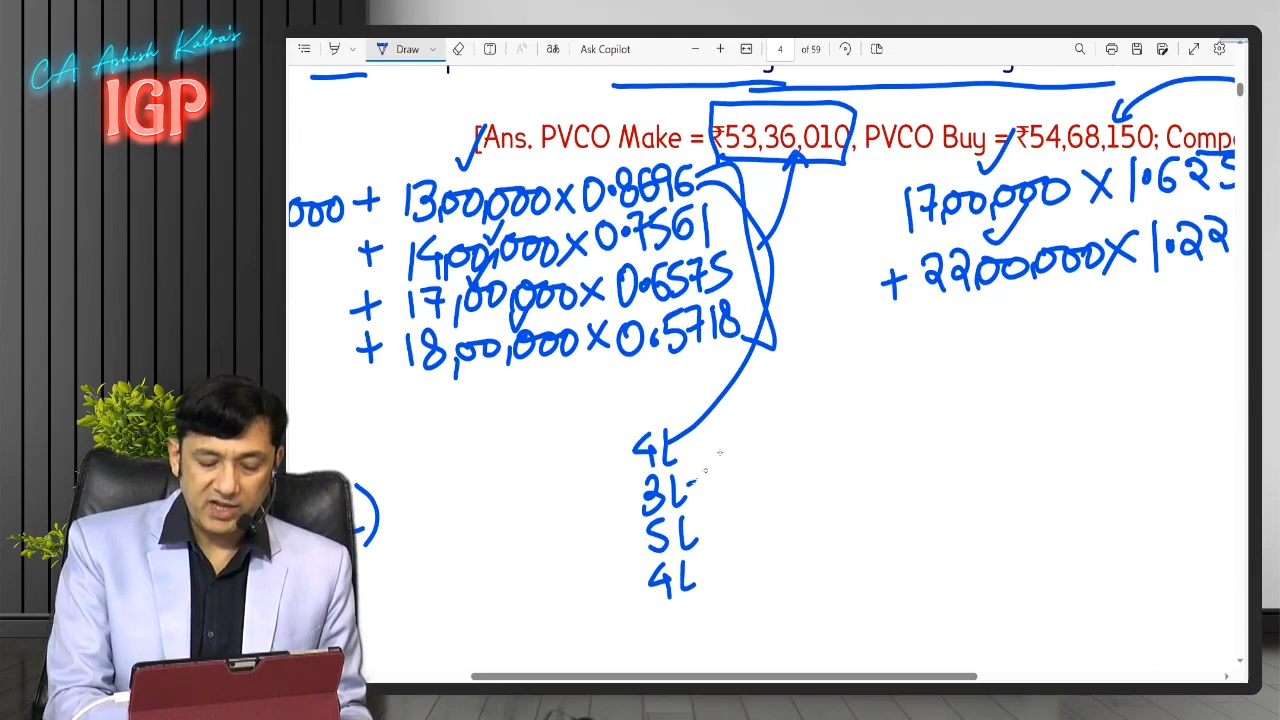 CA Ashish Kalra's
IGP
Draw
Ask Copilot
4 of 59
[Ans. PVCO Make = ₹53,36,010, PVCO Buy = ₹54,68,150; Comp
000 + 13,00,000 × 0.8696
+ 14,00,000 × 0.7561
+ 17,00,000 × 0.6575
+ 18,00,000 × 0.5718
17,00,000 × 1.625
+ 22,00,000 × 1.22
4L
3L
5L
4L